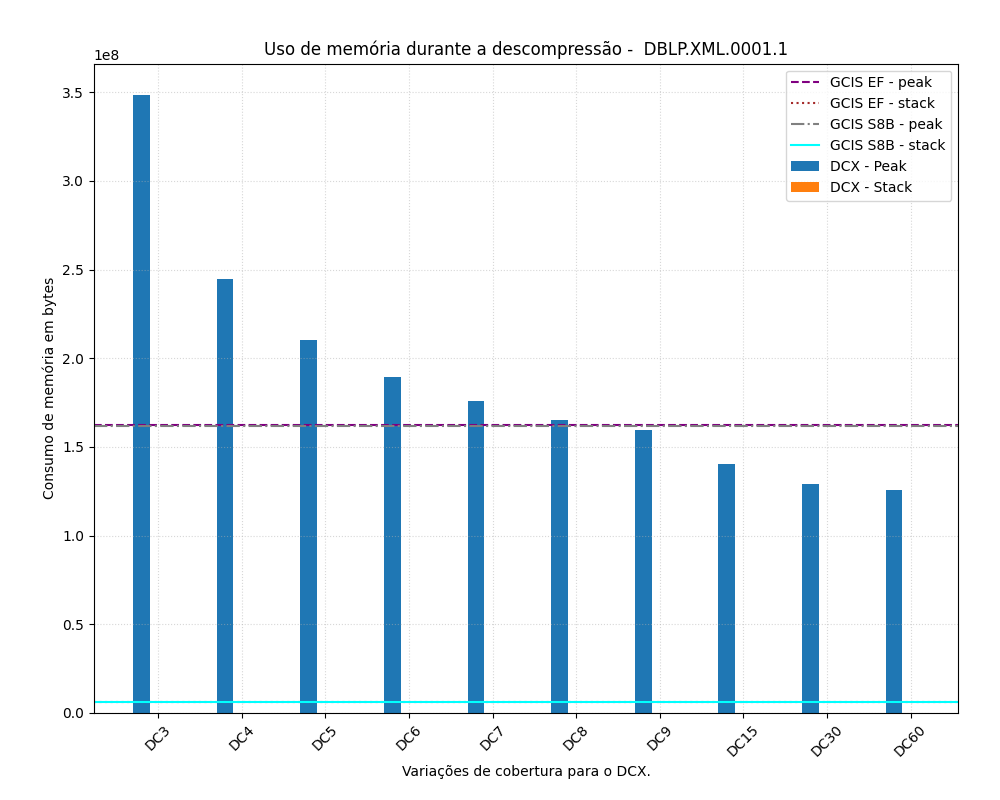 Uso de memória durante a descompressão -  DBLP.XML.0001.1
1e8
GCIS EF - peak
GCIS EF - stack
GCIS S8B - peak
GCIS S8B - stack
DCX - Peak
DCX - Stack
3.5
3.0
2.5
2.0
1.5
1.0
0.5
0.0
Consumo de memória em bytes
DC3 DC4 DC5 DC6 DC7 DC8 DC9 DC15 DC30 DC60
Variações de cobertura para o DCX.